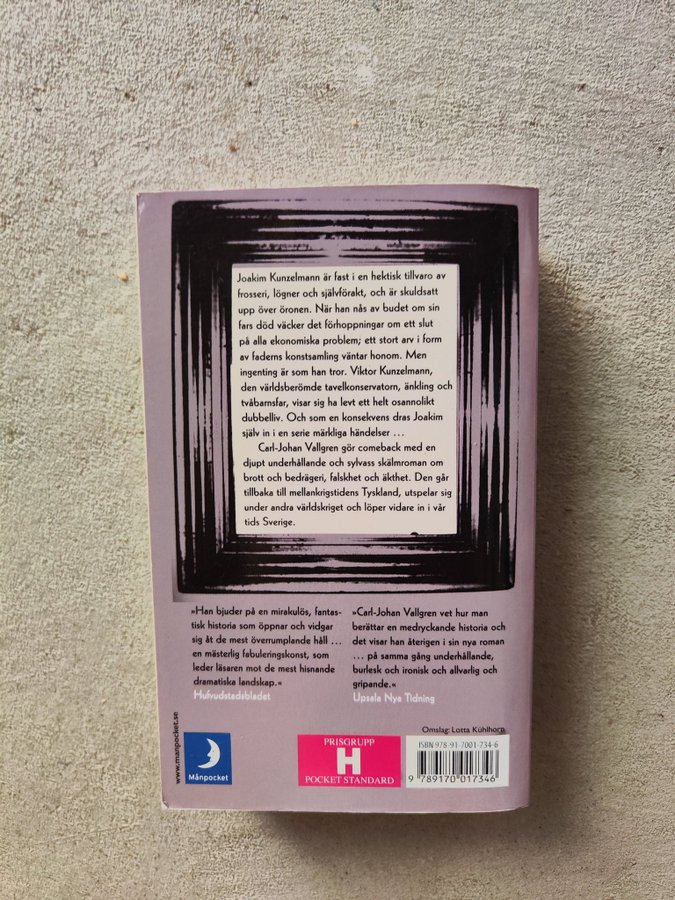 Joakim Kunzelmann är fast i en hektisk tillvaro av
frosseri, lögner och självförakt, och är skuldsatt
upp över öronen. När han nås av budet om sin
fars död väcker det förhoppningar om ett slut
på alla ekonomiska problem; ett stort arv i form
av faderns konstsamling väntar honom. Men
ingenting är som han tror. Viktor Kunzelmann,
den världsberömde tavelkonservatorn, änkling och
tvåbarnsfar, visar sig ha levt ett helt osannolikt
dubbelliv. Och som en konsekvens dras Joakim
själv in i en serie märkliga händelser …
Carl-Johan Vallgren gör comeback med en
djupt underhållande och sylvass skälmroman om
brott och bedrägeri, falskhet och äkthet. Den går
tillbaka till mellankrigstidens Tyskland, utspelar sig
under andra världskriget och löper vidare in i vår
tids Sverige.
»Han bjuder på en mirakulös, fantas-
tisk historia som öppnar och vidgar
sig åt de mest överrumplande håll …
en mästerlig fabuleringskonst, som
leder läsaren mot de mest hisnande
dramatiska landskap.«
Hufvudstadsbladet
»Carl-Johan Vallgren vet hur man
berättar en medryckande historia och
det visar han återigen i sin nya roman
… på samma gång underhållande,
burlesk och ironisk och allvarlig och
gripande.«
Upsala Nya Tidning
Omslag: Lotta Kühlhorn
www.manpocket.se
Månpocket
PRISGRUPP
H
POCKET STANDARD
ISBN 978-91-7001-734-6
9 789170 017346